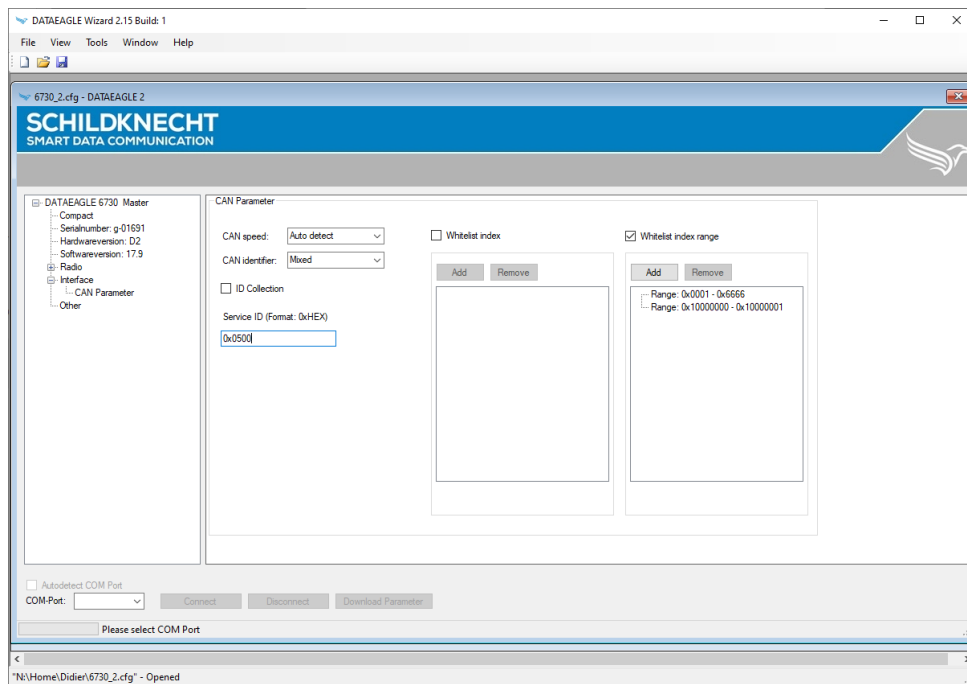 DATAEAGLE Wizard 2.15 Build: 1
File View Tools Window Help
6730_2.cfg - DATAEAGLE 2
SCHILDKNECHT
SMART DATA COMMUNICATION
DATAEAGLE 6730 Master
Compact
Serialnumber: g-01691
Hardwareversion: D2
Softwareversion: 17.9
Radio
Interface
CAN Parameter
Other
CAN Parameter
CAN speed: Auto detect
CAN identifier: Mixed
ID Collection
Service ID (Format: 0xHEX)
0x0500
Whitelist index
Add Remove
Whitelist index range
Add Remove
Range: 0x0001 - 0x6666
Range: 0x10000000 - 0x10000001
Autodetect COM Port
COM-Port: Connect Disconnect Download Parameter
Please select COM Port
"N:\Home\Didier\6730_2.cfg" - Opened